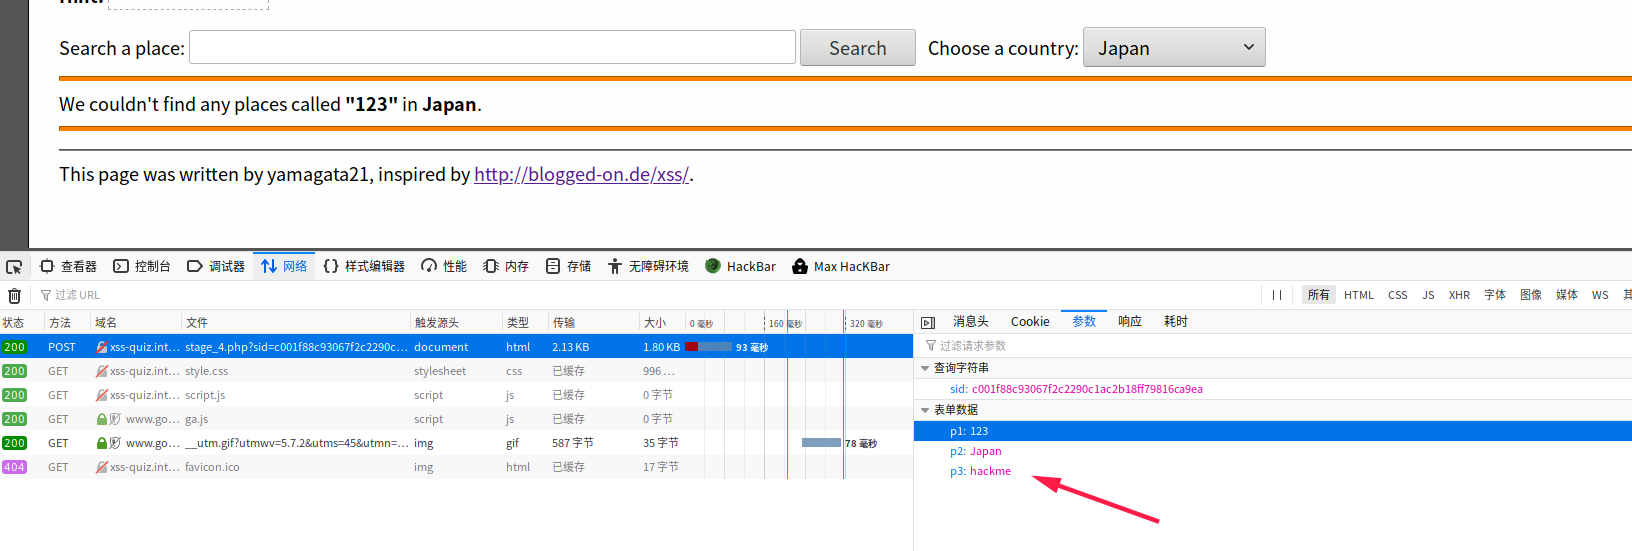 Hint:
Search a place: Search Choose a country: Japan
We couldn't find any places called "123" in Japan.
This page was written by yamagata21, inspired by http://blogged-on.de/xss/.
查看器 控制台 调试器 网络 样式编辑器 性能 内存 存储 无障碍环境 HackBar Max HacKBar
过滤 URL 所有 HTML CSS JS XHR 字体 图像 媒体 WS
状态 方法 域名 文件 触发源头 类型 传输 大小 0 毫秒 160 毫秒 320 毫秒 消息头 Cookie 参数 响应 耗时
200 POST xss-quiz.int... stage_4.php?sid=c001f88c93067f2c2290c... document html 2.13 KB 1.80 KB 93 毫秒
过滤请求参数
200 GET xss-quiz.int... style.css stylesheet css 已缓存 996 ...
查询字符串
200 GET xss-quiz.int... script.js script js 已缓存 0 字节
sid: c001f88c93067f2c2290c1ac2b18ff79816ca9ea
200 GET www.go... ga.js script js 已缓存 0 字节
表单数据
200 GET www.go... __utm.gif?utmwv=5.7.2&utms=45&utmn=... img gif 587 字节 35 字节 78 毫秒
p1: 123
p2: Japan
404 GET xss-quiz.int... favicon.ico img html 已缓存 17 字节
p3: hackme